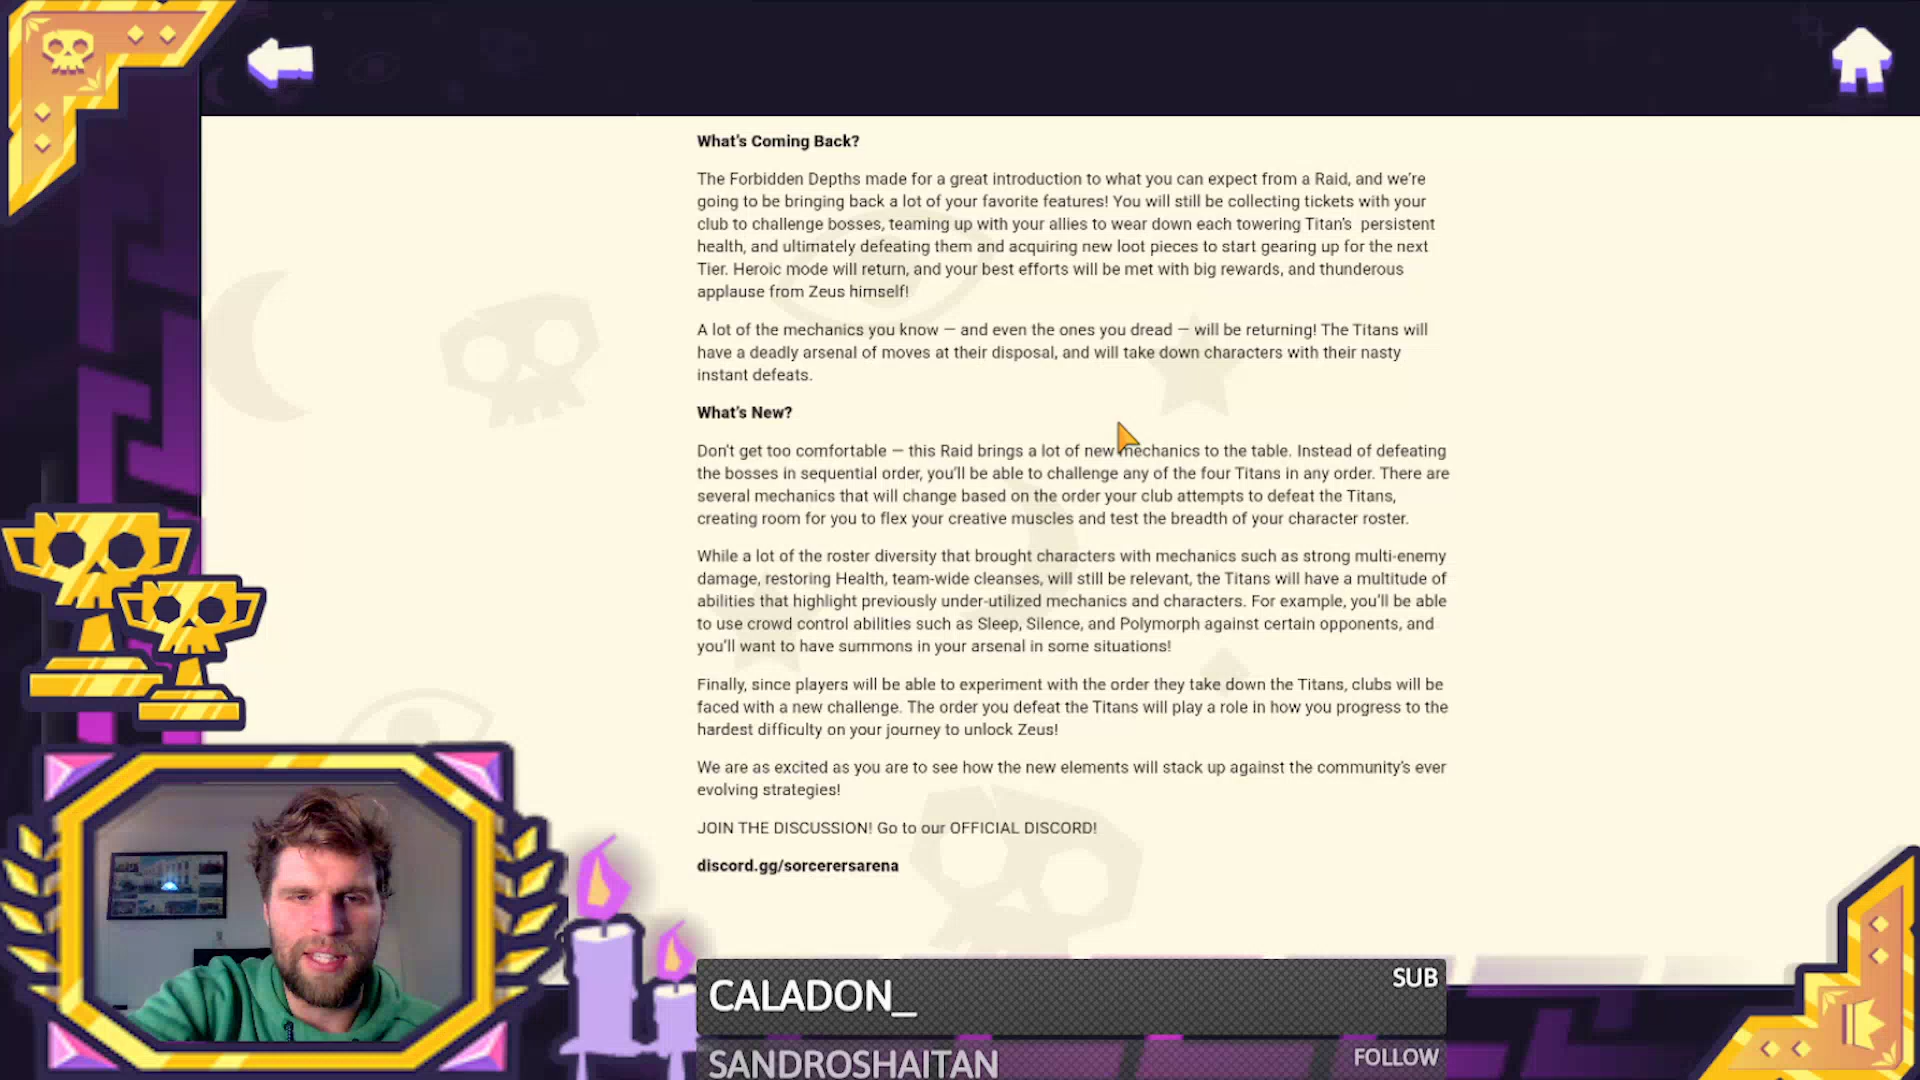 What's Coming Back?
The Forbidden Depths made for a great introduction to what you can expect from a Raid, and we're
going to be bringing back a lot of your favorite features! You will still be collecting tickets with your
club to challenge bosses, teaming up with your allies to wear down each towering Titan's persistent
health, and ultimately defeating them and acquiring new loot pieces to start gearing up for the next
Tier. Heroic mode will return, and your best efforts will be met with big rewards, and thunderous
applause from Zeus himself!
A lot of the mechanics you know — and even the ones you dread — will be returning! The Titans will
have a deadly arsenal of moves at their disposal, and will take down characters with their nasty
instant defeats.
What's New?
Don't get too comfortable — this Raid brings a lot of new mechanics to the table. Instead of defeating
the bosses in sequential order, you'll be able to challenge any of the four Titans in any order. There are
several mechanics that will change based on the order your club attempts to defeat the Titans,
creating room for you to flex your creative muscles and test the breadth of your character roster.
While a lot of the roster diversity that brought characters with mechanics such as strong multi-enemy
damage, restoring Health, team-wide cleanses, will still be relevant, the Titans will have a multitude of
abilities that highlight previously under-utilized mechanics and characters. For example, you'll be able
to use crowd control abilities such as Sleep, Silence, and Polymorph against certain opponents, and
you'll want to have summons in your arsenal in some situations!
Finally, since players will be able to experiment with the order they take down the Titans, clubs will be
faced with a new challenge. The order you defeat the Titans will play a role in how you progress to the
hardest difficulty on your journey to unlock Zeus!
We are as excited as you are to see how the new elements will stack up against the community's ever
evolving strategies!
JOIN THE DISCUSSION! Go to our OFFICIAL DISCORD!
discord.gg/sorcerersarena
CALADON_ SUB
SANDROSHAITAN FOLLOW